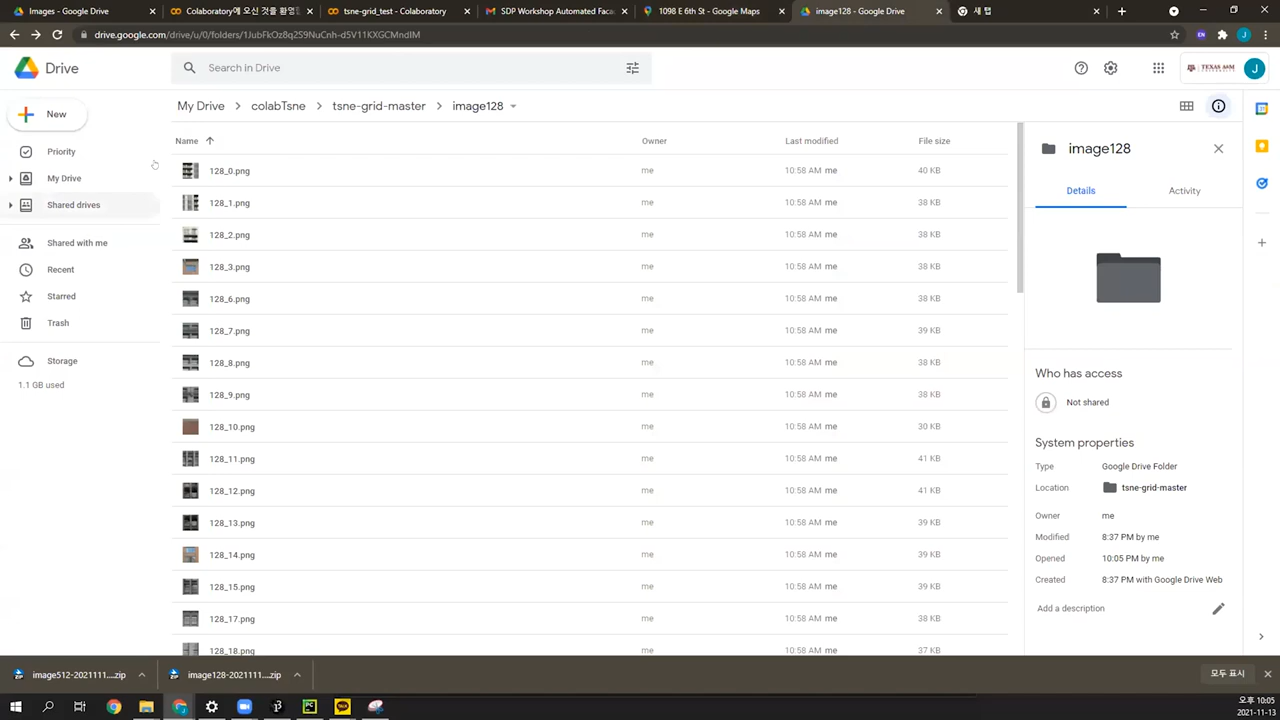 Images - Google Drive
Colaboratory에 오신 것을 환영
tsne-grid_test - Colaboratory
SDP Workshop Automated Fac
1098 E 6th St - Google Maps
image128 - Google Drive
새 탭
drive.google.com/drive/u/0/folders/1JubFkOz8q2S9NuCnh-d5V11KXGCMndIM
EN
J
Drive
Search in Drive
TEXAS A&M
UNIVERSITY
J
New
My Drive
colabTsne
tsne-grid-master
image128
Priority
My Drive
Shared drives
Shared with me
Recent
Starred
Trash
Storage
1.1 GB used
Name Owner Last modified File size
128_0.png me 10:58 AM me 40 KB
128_1.png me 10:58 AM me 38 KB
128_2.png me 10:58 AM me 38 KB
128_3.png me 10:58 AM me 38 KB
128_6.png me 10:58 AM me 38 KB
128_7.png me 10:58 AM me 39 KB
128_8.png me 10:58 AM me 38 KB
128_9.png me 10:58 AM me 38 KB
128_10.png me 10:58 AM me 30 KB
128_11.png me 10:58 AM me 41 KB
128_12.png me 10:58 AM me 41 KB
128_13.png me 10:58 AM me 39 KB
128_14.png me 10:58 AM me 39 KB
128_15.png me 10:58 AM me 39 KB
128_17.png me 10:58 AM me 38 KB
128_18.png me 10:58 AM me 37 KB
image128
Details
Activity
Who has access
Not shared
System properties
Type Google Drive Folder
Location tsne-grid-master
Owner me
Modified 8:37 PM by me
Opened 10:05 PM by me
Created 8:37 PM with Google Drive Web
Add a description
image512-2021111....zip
image128-2021111....zip
모두 표시
PC
TALK
오후 10:05
2021-11-13